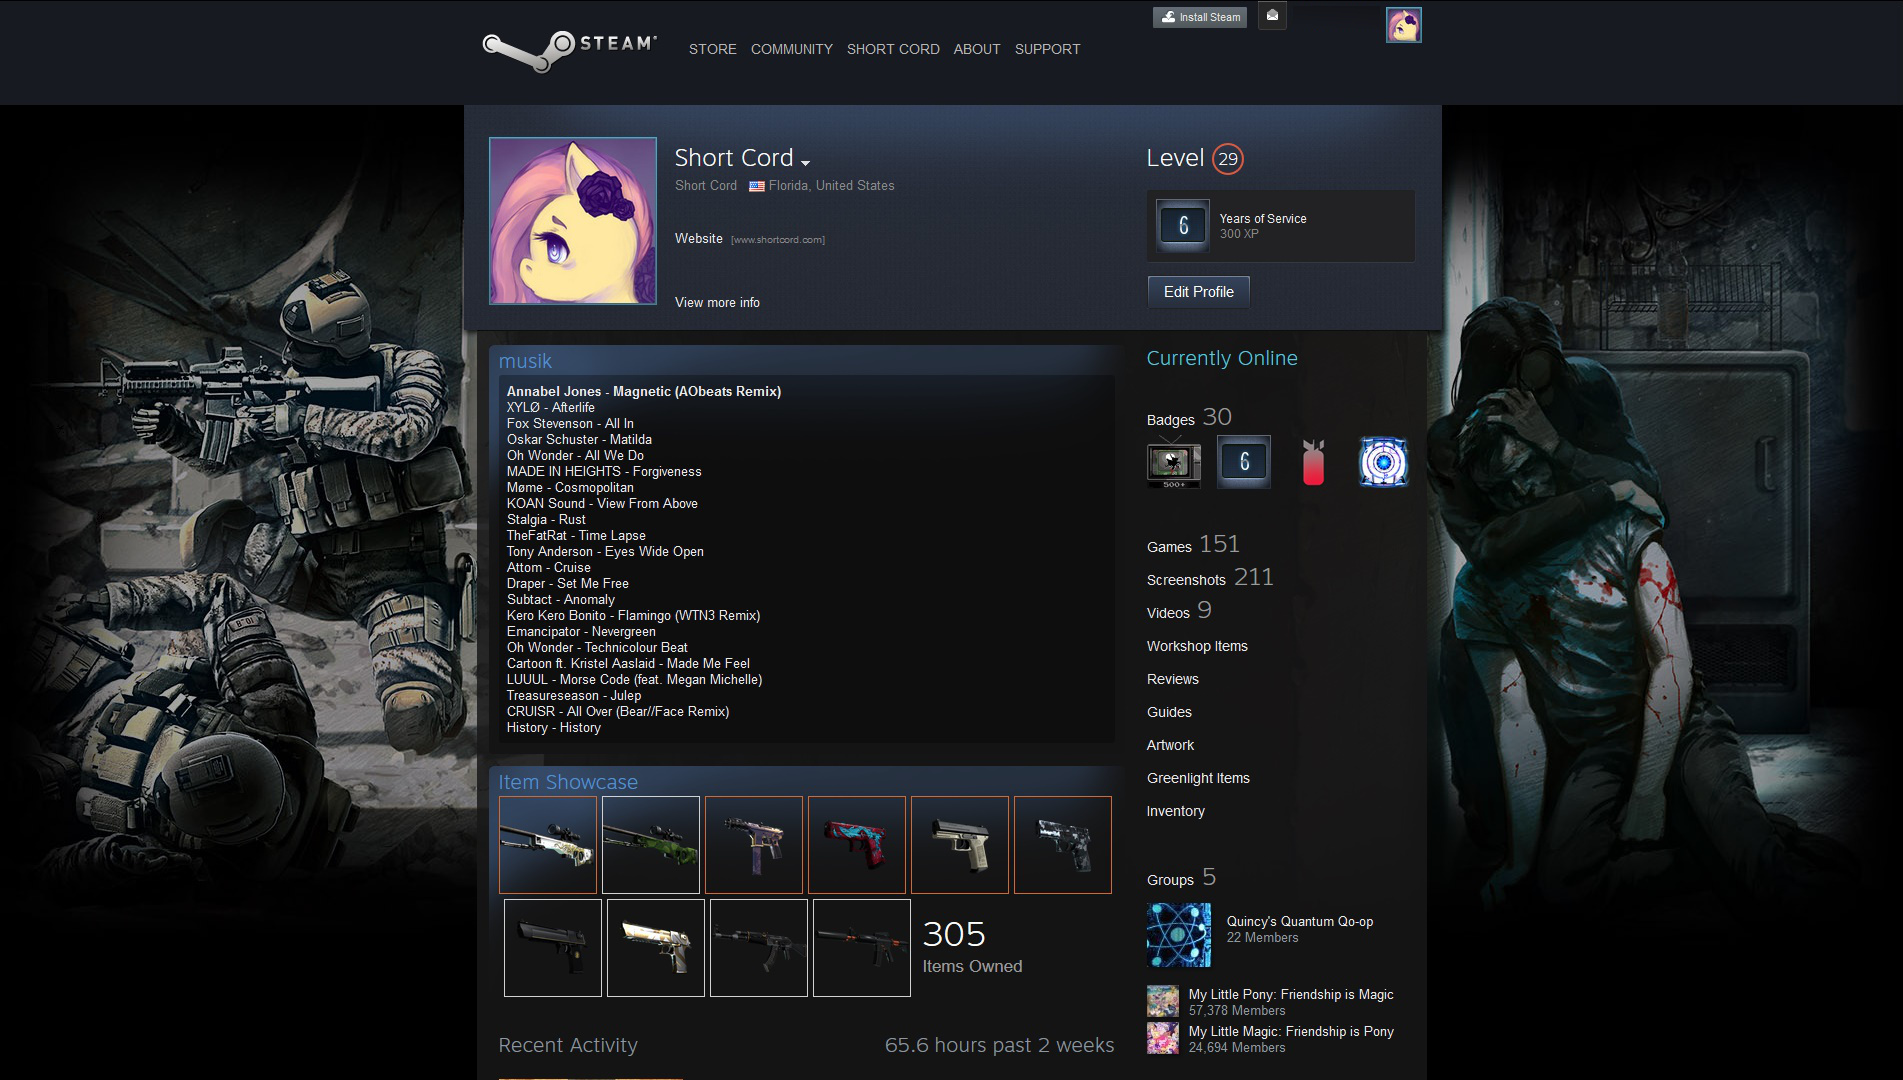 Install Steam
STEAM®
STORE COMMUNITY SHORT CORD ABOUT SUPPORT
Short Cord
Short Cord Florida, United States
Website [www.shortcord.com]
View more info
Level 29
6
Years of Service
300 XP
Edit Profile
musik
Annabel Jones - Magnetic (AObeats Remix)
XYLØ - Afterlife
Fox Stevenson - All In
Oskar Schuster - Matilda
Oh Wonder - All We Do
MADE IN HEIGHTS - Forgiveness
Møme - Cosmopolitan
KOAN Sound - View From Above
Stalgia - Rust
TheFatRat - Time Lapse
Tony Anderson - Eyes Wide Open
Attom - Cruise
Draper - Set Me Free
Subtact - Anomaly
Kero Kero Bonito - Flamingo (WTN3 Remix)
Emancipator - Nevergreen
Oh Wonder - Technicolour Beat
Cartoon ft. Kristel Aaslaid - Made Me Feel
LUUUL - Morse Code (feat. Megan Michelle)
Treasureseason - Julep
CRUISR - All Over (Bear//Face Remix)
History - History
Item Showcase
305
Items Owned
Recent Activity
65.6 hours past 2 weeks
Currently Online
Badges 30
500+
6
Games 151
Screenshots 211
Videos 9
Workshop Items
Reviews
Guides
Artwork
Greenlight Items
Inventory
Groups 5
Quincy's Quantum Qo-op
22 Members
My Little Pony: Friendship is Magic
57,378 Members
My Little Magic: Friendship is Pony
24,694 Members